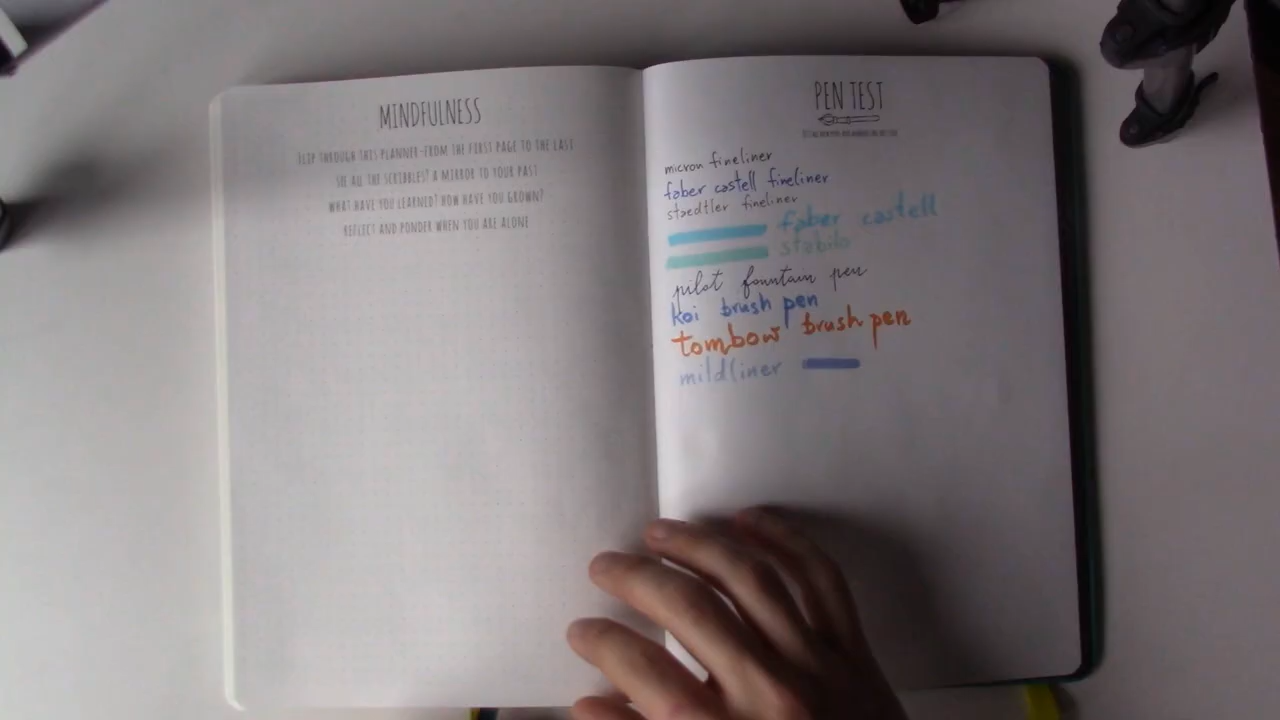 MINDFULNESS
FLIP THROUGH THIS PLANNER-FROM THE FIRST PAGE TO THE LAST
SEE ALL THE SCRIBBLES? A MIRROR TO YOUR PAST
WHAT HAVE YOU LEARNED? HOW HAVE YOU GROWN?
REFLECT AND PONDER WHEN YOU ARE ALONE
PEN TEST
micron fineliner
faber castell fineliner
staedtler fineliner
faber castell
stabilo
pilot fountain pen
koi brush pen
tombow brush pen
mildliner